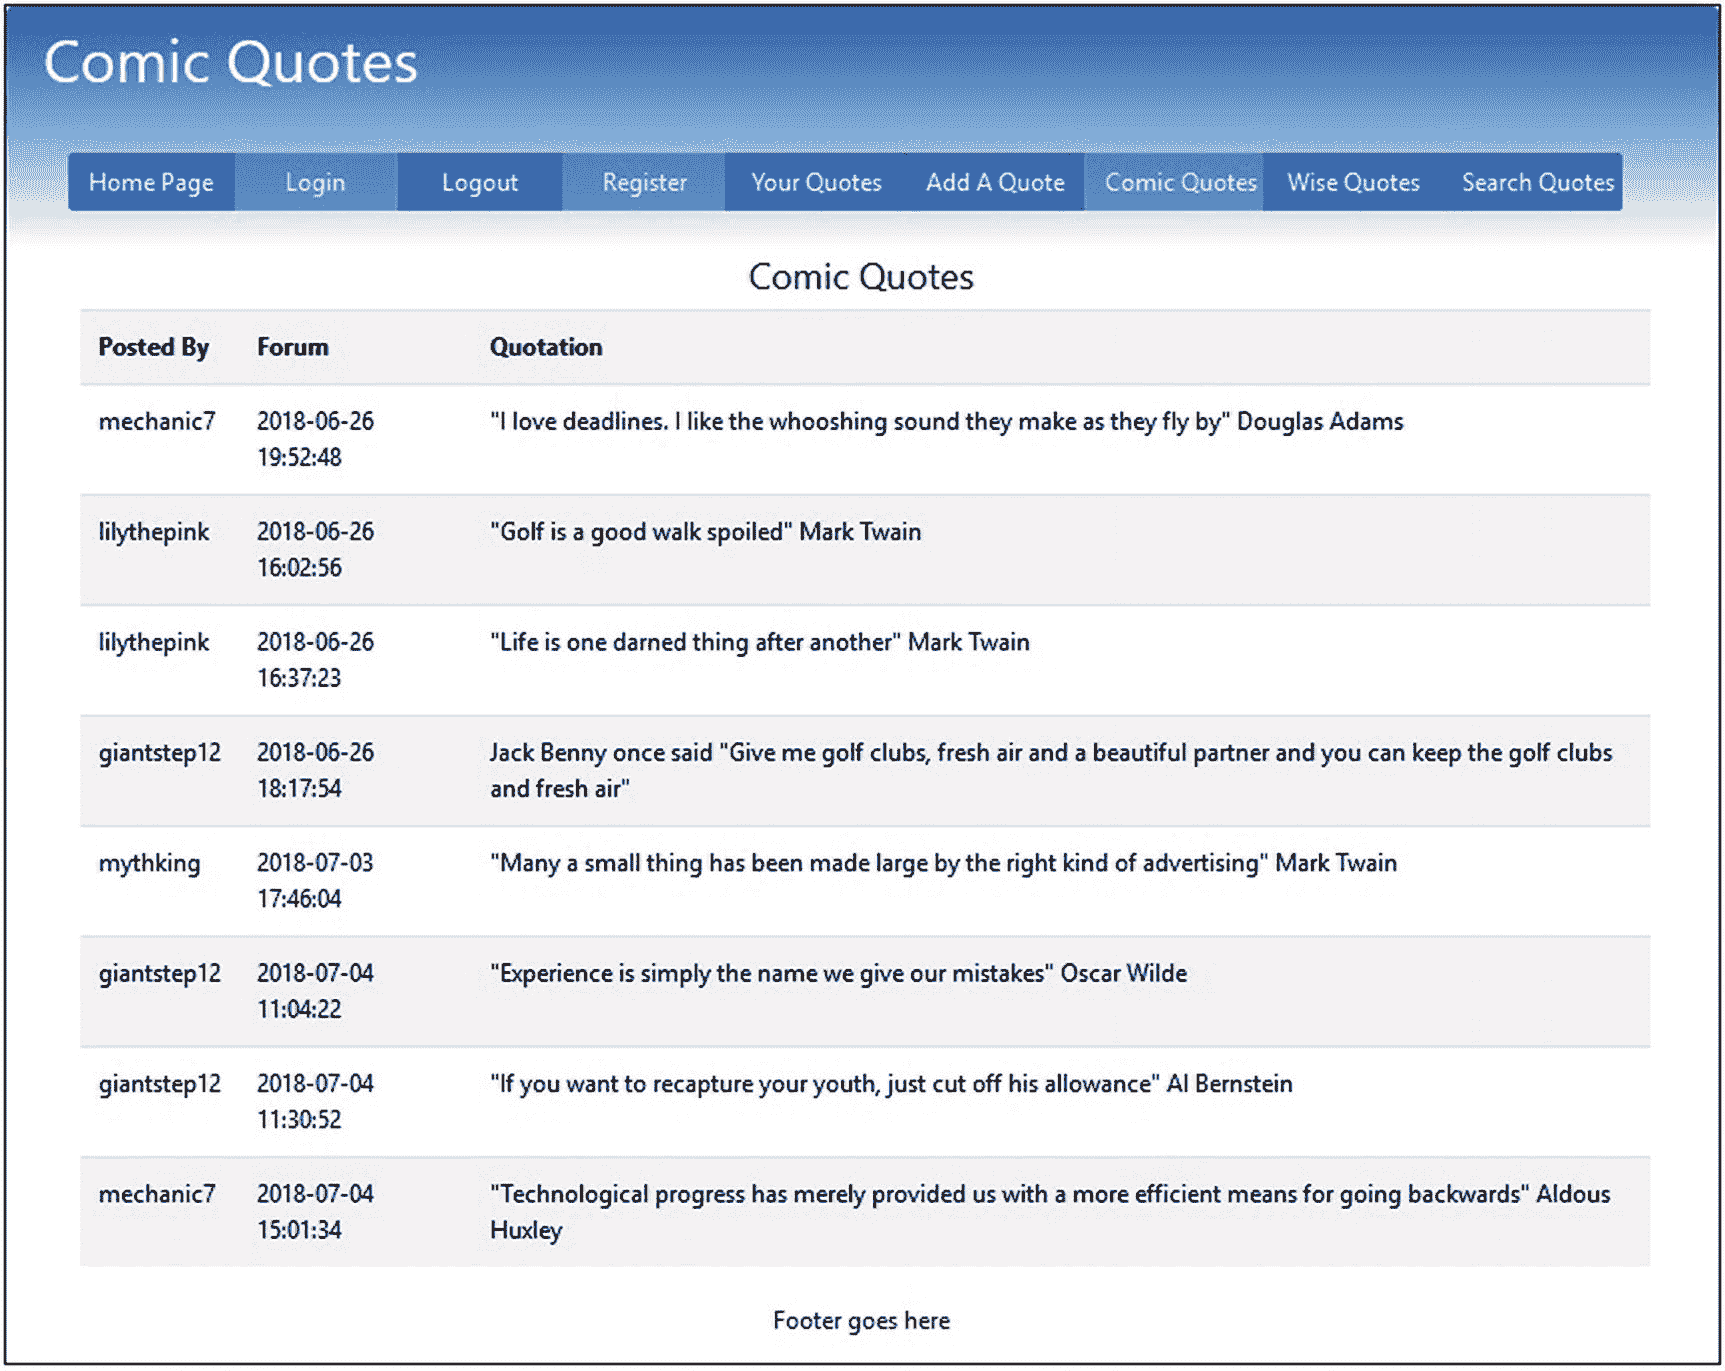 Comic Quotes
Home Page Login Logout Register Your Quotes Add A Quote Comic Quotes Wise Quotes Search Quotes
Comic Quotes
Posted By Forum Quotation
mechanic7 2018-06-26 "I love deadlines. I like the whooshing sound they make as they fly by" Douglas Adams
19:52:48
lilythepink 2018-06-26 "Golf is a good walk spoiled" Mark Twain
16:02:56
lilythepink 2018-06-26 "Life is one darned thing after another" Mark Twain
16:37:23
giantstep12 2018-06-26 Jack Benny once said "Give me golf clubs, fresh air and a beautiful partner and you can keep the golf clubs
18:17:54 and fresh air"
mythking 2018-07-03 "Many a small thing has been made large by the right kind of advertising" Mark Twain
17:46:04
giantstep12 2018-07-04 "Experience is simply the name we give our mistakes" Oscar Wilde
11:04:22
giantstep12 2018-07-04 "If you want to recapture your youth, just cut off his allowance" Al Bernstein
11:30:52
mechanic7 2018-07-04 "Technological progress has merely provided us with a more efficient means for going backwards" Aldous
15:01:34 Huxley
Footer goes here